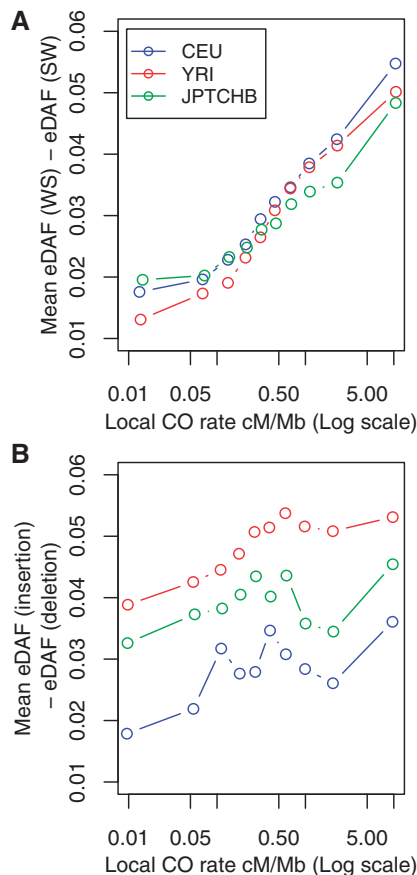 A
Mean eDAF (WS) – eDAF (SW)
0.06
0.05
0.04
0.03
0.02
0.01
CEU
YRI
JPTCHB
0.01 0.05 0.50 5.00
Local CO rate cM/Mb (Log scale)
B
Mean eDAF (insertion)
– eDAF (deletion)
0.06
0.05
0.04
0.03
0.02
0.01
0.01 0.05 0.50 5.00
Local CO rate cM/Mb (Log scale)